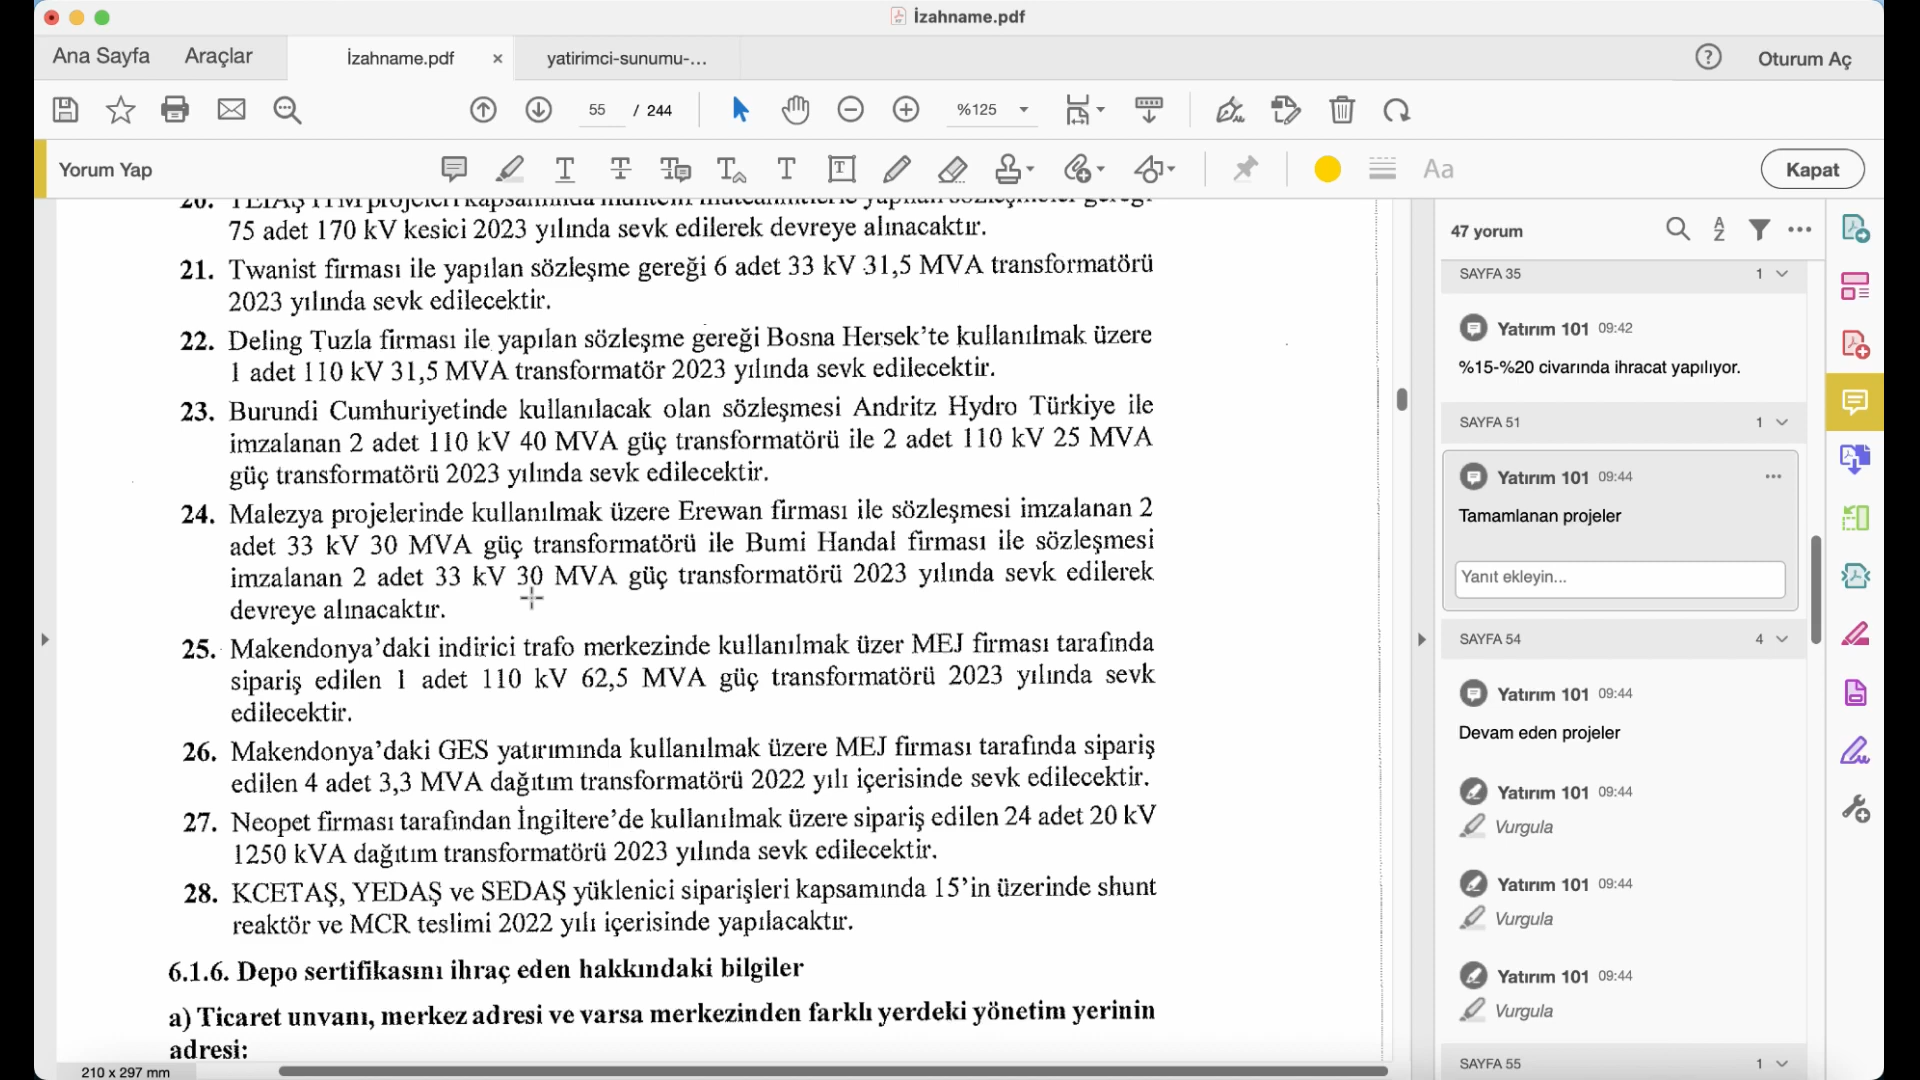 İzahname.pdf
Ana Sayfa Araçlar İzahname.pdf × yatirimci-sunumu-... ? Oturum Aç
55 / 244 %125
Yorum Yap Aa Kapat
20. TEİAŞ İTM projeleri kapsamında muhtelif müteahhitlerle yapılan sözleşmeler gereği
75 adet 170 kV kesici 2023 yılında sevk edilerek devreye alınacaktır.
21. Twanist firması ile yapılan sözleşme gereği 6 adet 33 kV 31,5 MVA transformatörü
2023 yılında sevk edilecektir.
22. Deling Tuzla firması ile yapılan sözleşme gereği Bosna Hersek’te kullanılmak üzere
1 adet 110 kV 31,5 MVA transformatör 2023 yılında sevk edilecektir.
23. Burundi Cumhuriyetinde kullanılacak olan sözleşmesi Andritz Hydro Türkiye ile
imzalanan 2 adet 110 kV 40 MVA güç transformatörü ile 2 adet 110 kV 25 MVA
güç transformatörü 2023 yılında sevk edilecektir.
24. Malezya projelerinde kullanılmak üzere Erewan firması ile sözleşmesi imzalanan 2
adet 33 kV 30 MVA güç transformatörü ile Bumi Handal firması ile sözleşmesi
imzalanan 2 adet 33 kV 30 MVA güç transformatörü 2023 yılında sevk edilerek
devreye alınacaktır.
25. Makendonya’daki indirici trafo merkezinde kullanılmak üzer MEJ firması tarafında
sipariş edilen 1 adet 110 kV 62,5 MVA güç transformatörü 2023 yılında sevk
edilecektir.
26. Makendonya’daki GES yatırımında kullanılmak üzere MEJ firması tarafında sipariş
edilen 4 adet 3,3 MVA dağıtım transformatörü 2022 yılı içerisinde sevk edilecektir.
27. Neopet firması tarafından İngiltere’de kullanılmak üzere sipariş edilen 24 adet 20 kV
1250 kVA dağıtım transformatörü 2023 yılında sevk edilecektir.
28. KCETAŞ, YEDAŞ ve SEDAŞ yüklenici siparişleri kapsamında 15’in üzerinde shunt
reaktör ve MCR teslimi 2022 yılı içerisinde yapılacaktır.
6.1.6. Depo sertifikasını ihraç eden hakkındaki bilgiler
a) Ticaret unvanı, merkez adresi ve varsa merkezinden farklı yerdeki yönetim yerinin
adresi:
210 x 297 mm
47 yorum
SAYFA 35 1
Yatırım 101 09:42
%15-%20 civarında ihracat yapılıyor.
SAYFA 51 1
Yatırım 101 09:44
Tamamlanan projeler
Yanıt ekleyin...
SAYFA 54 4
Yatırım 101 09:44
Devam eden projeler
Yatırım 101 09:44
Vurgula
Yatırım 101 09:44
Vurgula
Yatırım 101 09:44
Vurgula
SAYFA 55 1